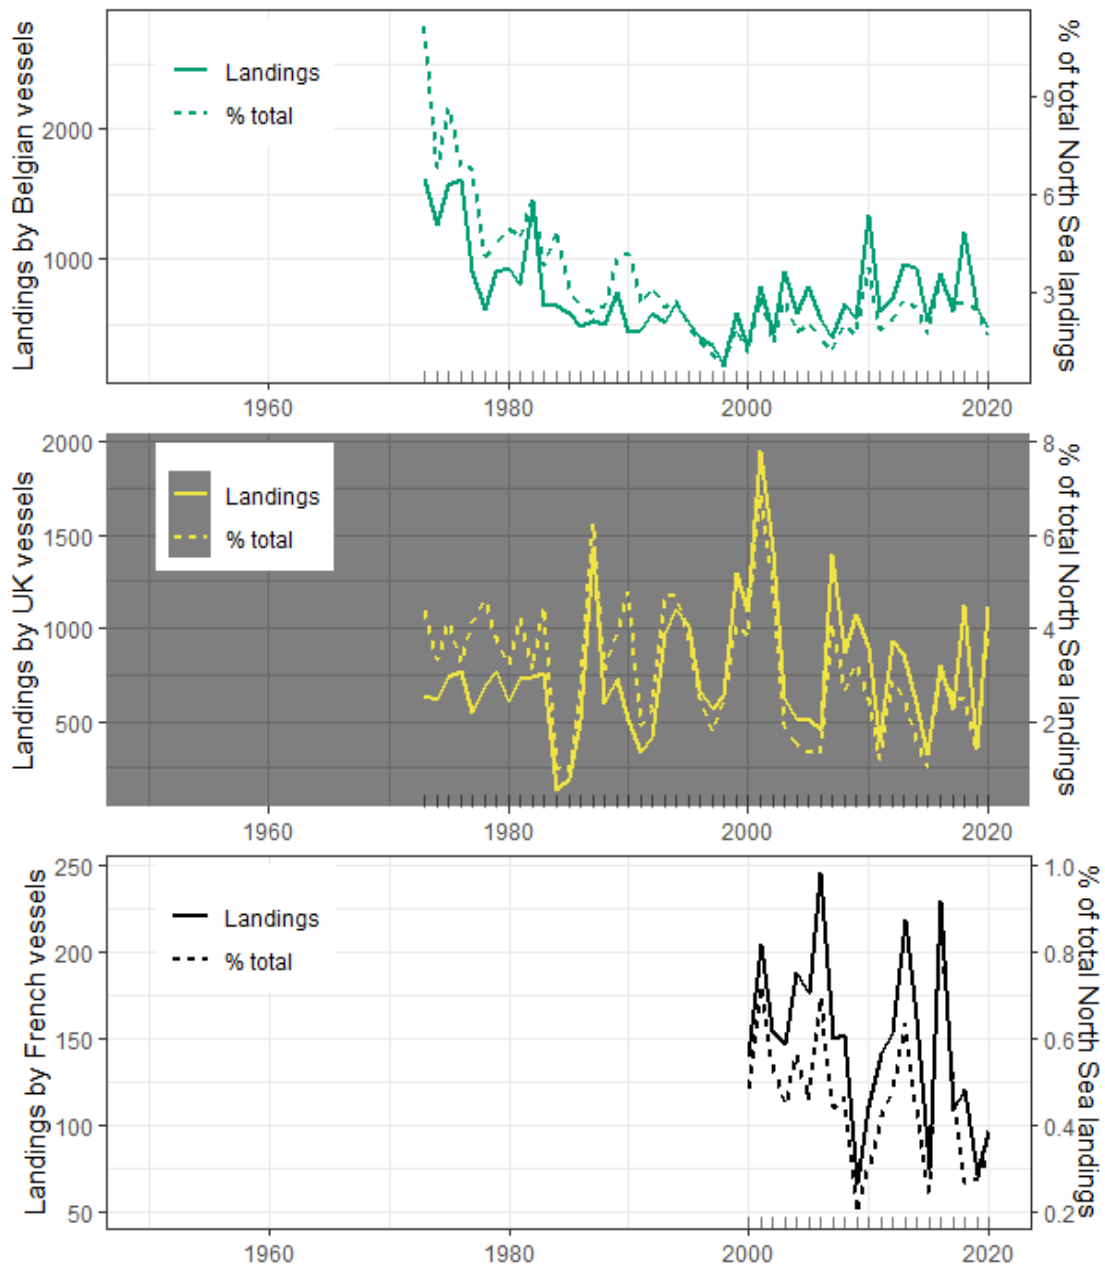 Landings by Belgian vessels
Landings
% total
2000
1000
9
6
3
% of total North Sea landings
1960
1980
2000
2020
Landings by UK vessels
Landings
% total
2000
1500
1000
500
8
6
4
2
% of total North Sea landings
1960
1980
2000
2020
Landings by French vessels
Landings
% total
250
200
150
100
50
1.0
0.8
0.6
0.4
0.2
% of total North Sea landings
1960
1980
2000
2020